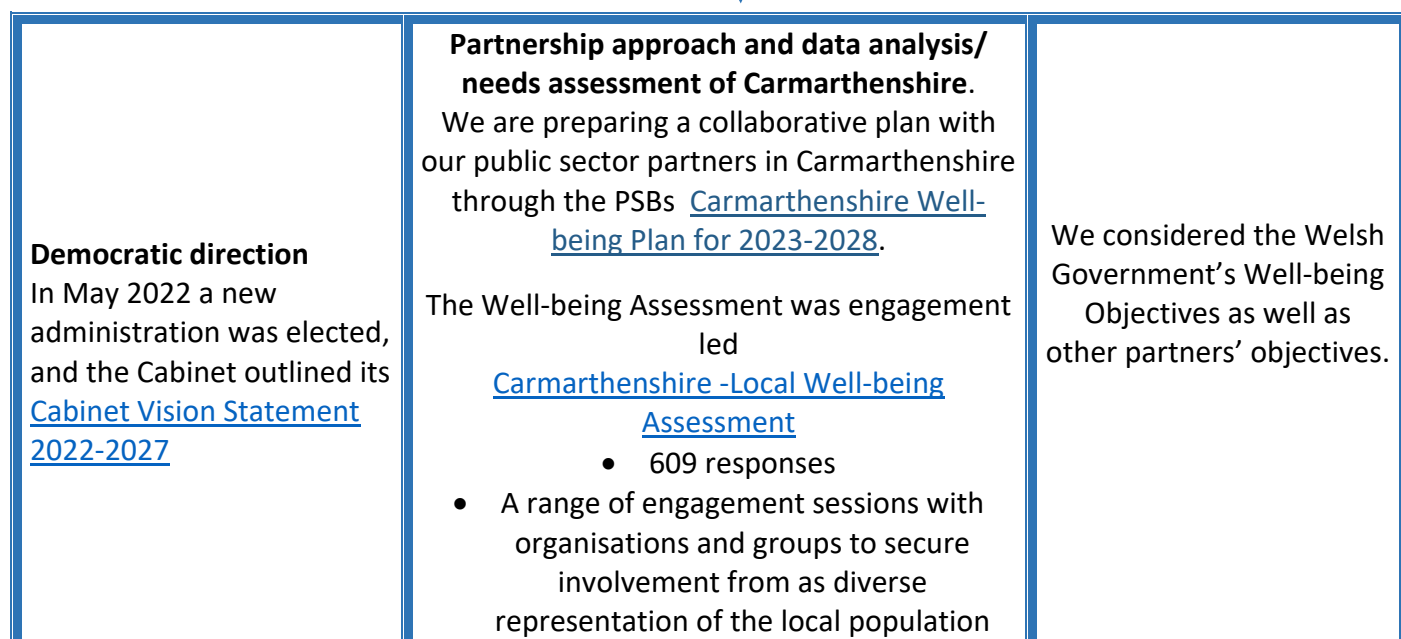 Democratic direction
In May 2022 a new
administration was elected,
and the Cabinet outlined its
Cabinet Vision Statement
2022-2027
Partnership approach and data analysis/
needs assessment of Carmarthenshire.
We are preparing a collaborative plan with
our public sector partners in Carmarthenshire
through the PSBs Carmarthenshire Well-
being Plan for 2023-2028.
The Well-being Assessment was engagement
led
Carmarthenshire -Local Well-being
Assessment
• 609 responses
• A range of engagement sessions with
organisations and groups to secure
involvement from as diverse
representation of the local population
We considered the Welsh
Government’s Well-being
Objectives as well as
other partners’ objectives.